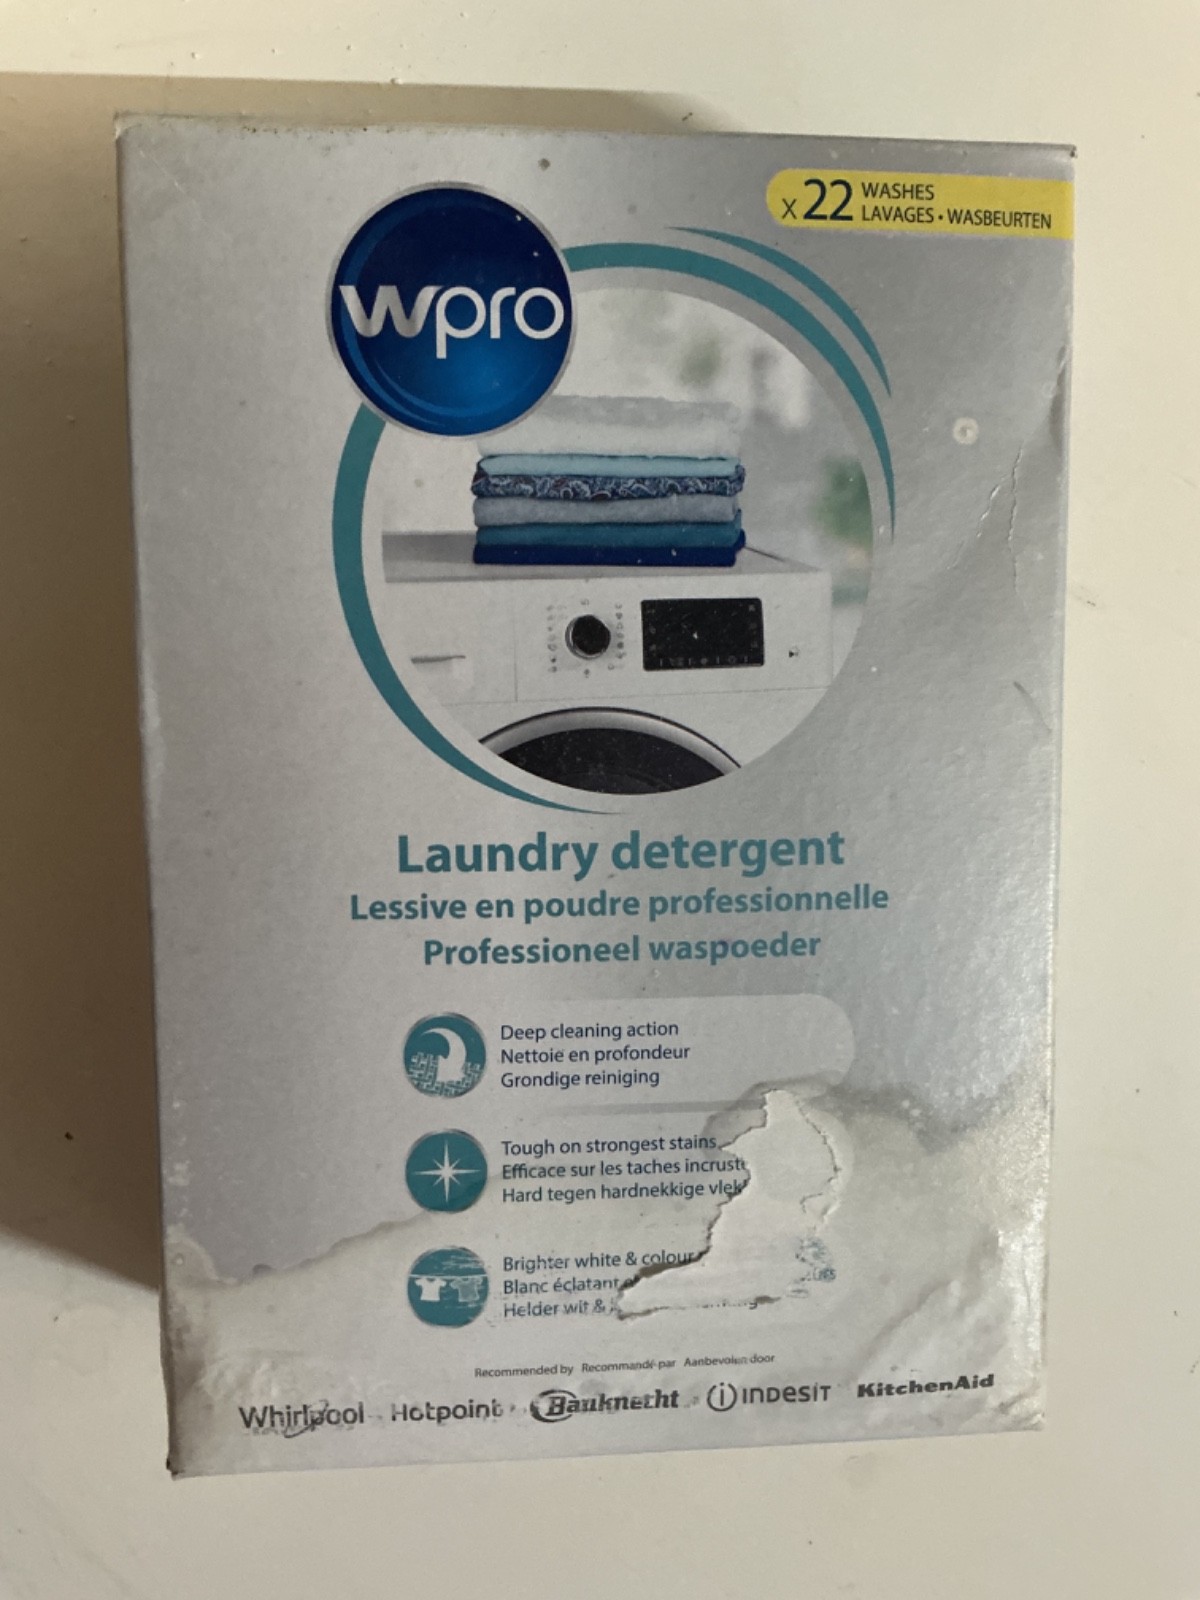 x 22 WASHES
LAVAGES • WASBEURTEN
wpro
Laundry detergent
Lessive en poudre professionnelle
Professioneel waspoeder
Deep cleaning action
Nettoie en profondeur
Grondige reiniging
Tough on strongest stains
Efficace sur les taches
Hard tegen hardnekkige
Brighter white & colour
Blanc éclatant
Helder wit &
Recommended by Recommandé par Aanbevolen door
Whirlpool Hotpoint Bauknecht indesit KitchenAid